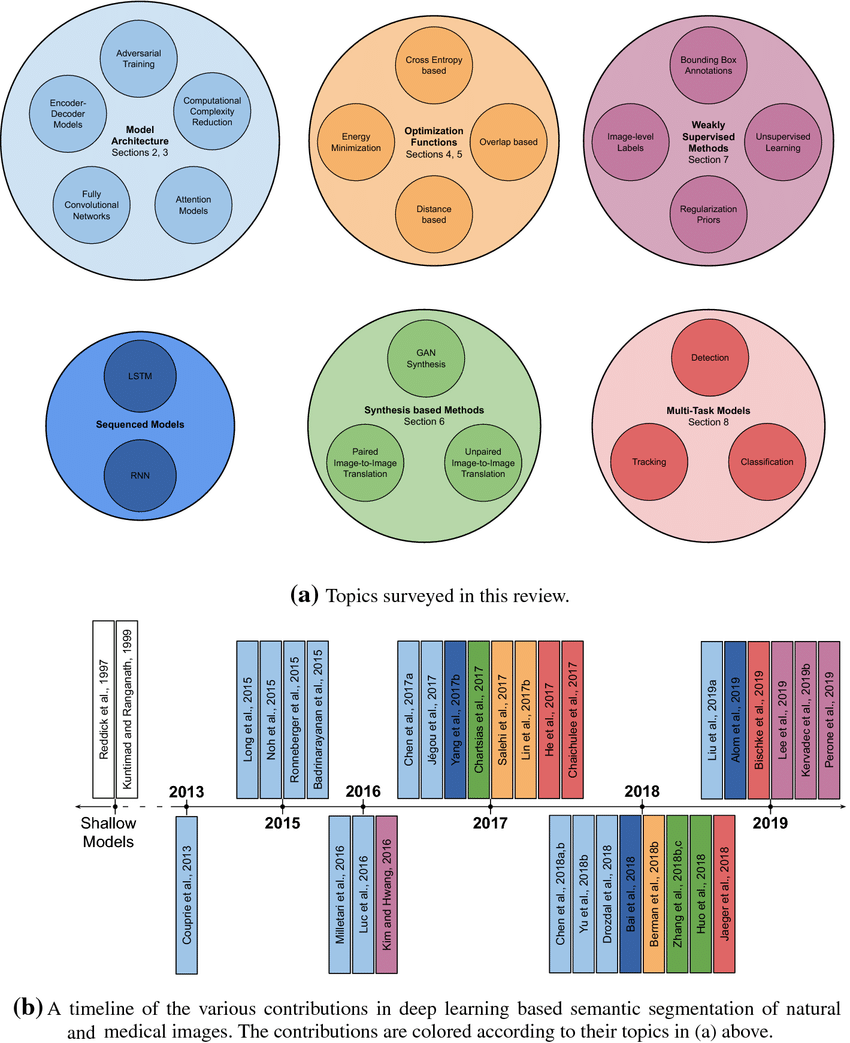 Adversarial
Training
Encoder-
Decoder
Models
Computational
Complexity
Reduction
Model
Architecture
Sections 2, 3
Fully
Convolutional
Networks
Attention
Models
Cross Entropy
based
Energy
Minimization
Optimization
Functions
Sections 4, 5
Overlap based
Distance
based
Bounding Box
Annotations
Image-level
Labels
Weakly
Supervised
Methods
Section 7
Unsupervised
Learning
Regularization
Priors
LSTM
Sequenced Models
RNN
GAN
Synthesis
Synthesis based Methods
Section 6
Paired
Image-to-Image
Translation
Unpaired
Image-to-Image
Translation
Detection
Multi-Task Models
Section 8
Tracking
Classification
(a) Topics surveyed in this review.
Reddick et al., 1997
Kuntimad and Ranganath, 1999
Shallow
Models
2013
Couprie et al., 2013
Long et al., 2015
Noh et al., 2015
Ronneberger et al., 2015
Badrinarayanan et al., 2015
2015
2016
Milletari et al., 2016
Luc et al., 2016
Kim and Hwang, 2016
Chen et al., 2017a
Jégou et al., 2017
Yang et al., 2017b
Chartsias et al., 2017
Salehi et al., 2017
Lin et al., 2017b
He et al., 2017
Chaichulee et al., 2017
2017
2018
Chen et al., 2018a,b
Yu et al., 2018b
Drozdal et al., 2018
Bai et al., 2018
Berman et al., 2018b
Zhang et al., 2018b,c
Huo et al., 2018
Jaeger et al., 2018
Liu et al., 2019a
Alom et al., 2019
Bischke et al., 2019
Lee et al., 2019
Kervadec et al., 2019b
Perone et al., 2019
2019
(b) A timeline of the various contributions in deep learning based semantic segmentation of natural
and medical images. The contributions are colored according to their topics in (a) above.